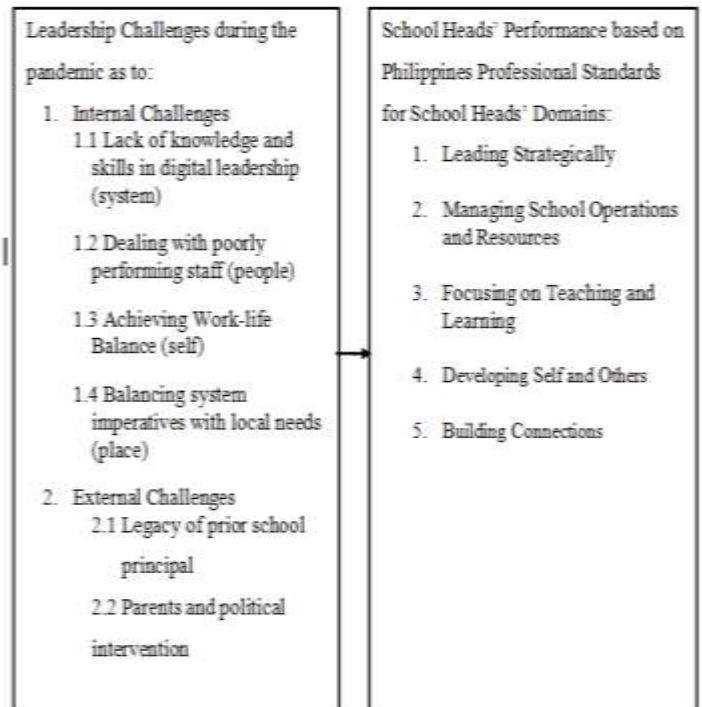 Leadership Challenges during the
pandemic as to:
1. Internal Challenges
1.1 Lack of knowledge and
skills in digital leadership
(system)
1.2 Dealing with poorly
performing staff (people)
1.3 Achieving Work-life
Balance (self)
1.4 Balancing system
imperatives with local needs
(place)
2. External Challenges
2.1 Legacy of prior school
principal
2.2 Parents and political
intervention
School Heads' Performance based on
Philippines Professional Standards
for School Heads' Domains:
1. Leading Strategically
2. Managing School Operations
and Resources
3. Focusing on Teaching and
Learning
4. Developing Self and Others
5. Building Connections